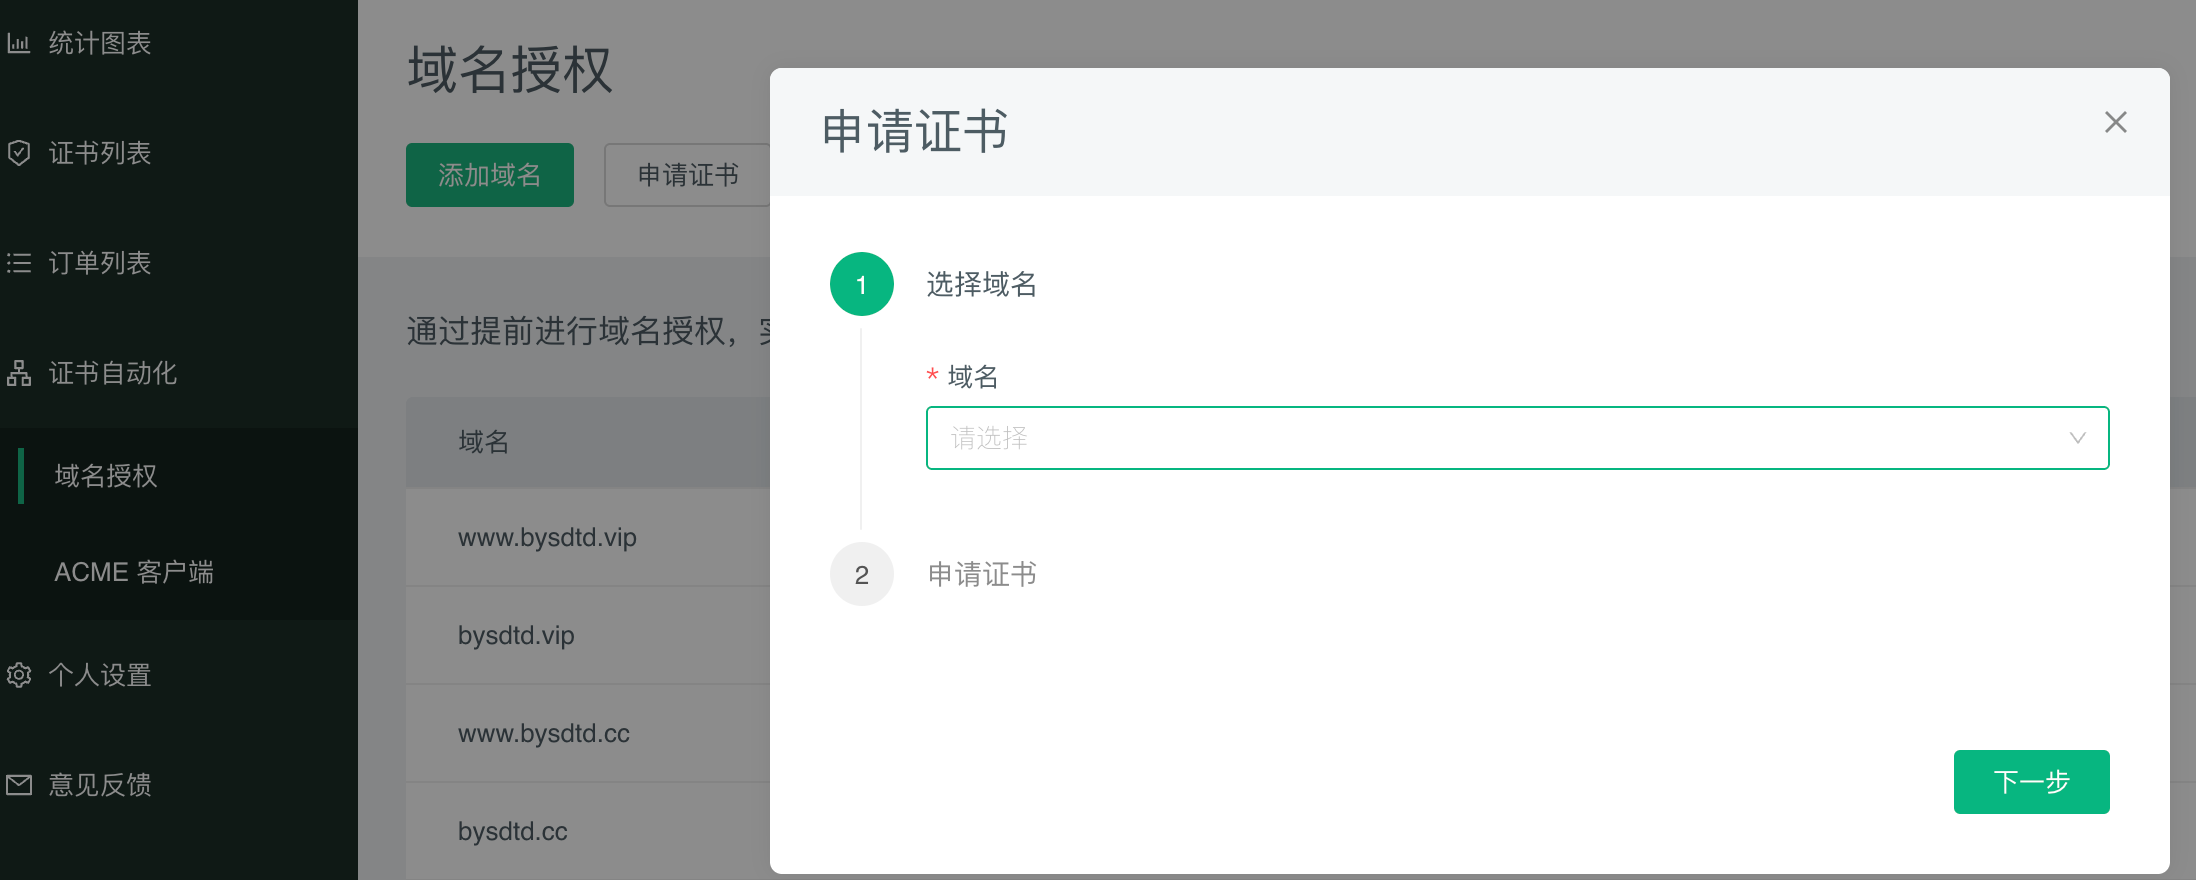 统计图表
证书列表
订单列表
证书自动化
域名授权
ACME 客户端
个人设置
意见反馈
域名授权
添加域名
申请证书
通过提前进行域名授权，
域名
www.bysdtd.vip
bysdtd.vip
www.bysdtd.cc
bysdtd.cc
申请证书
1 选择域名
* 域名
请选择
2 申请证书
下一步